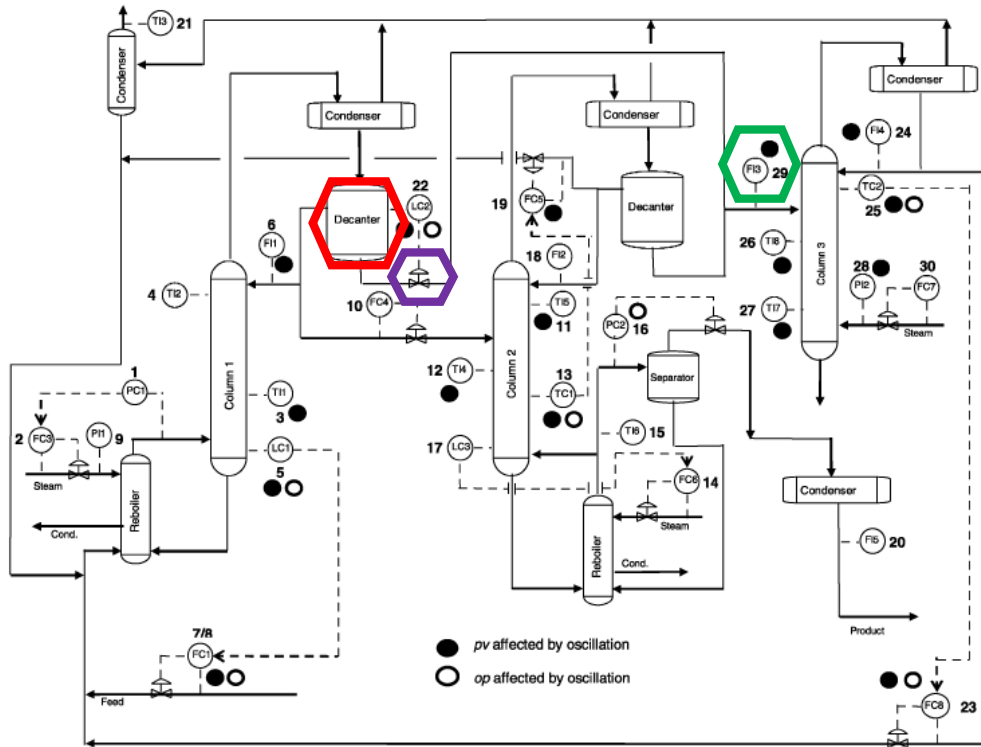 TI3 21
Condenser
Condenser
Condenser
Condenser
FI4 24
FI3 29
22
LC2
Decanter
19 FC5
Decanter
TC2
25
6
FI1
18 FI2
26 TI8
Column 3
28
PI2
30
FC7
4 TI2
10 FC4
TI5
11
PC2 16
27 TI7
Steam
1
PC1
Column 1
12 TI4
Column 2
13
TC1
Separator
TI1
3
2 FC3
PI1 9
LC1
5
17 LC3
TI6 15
FC6 14
Steam
Reboiler
Steam
Condenser
Cond.
Reboiler
Cond.
FI5 20
7/8
FC1
Product
pv affected by oscillation
op affected by oscillation
Feed
FC8 23